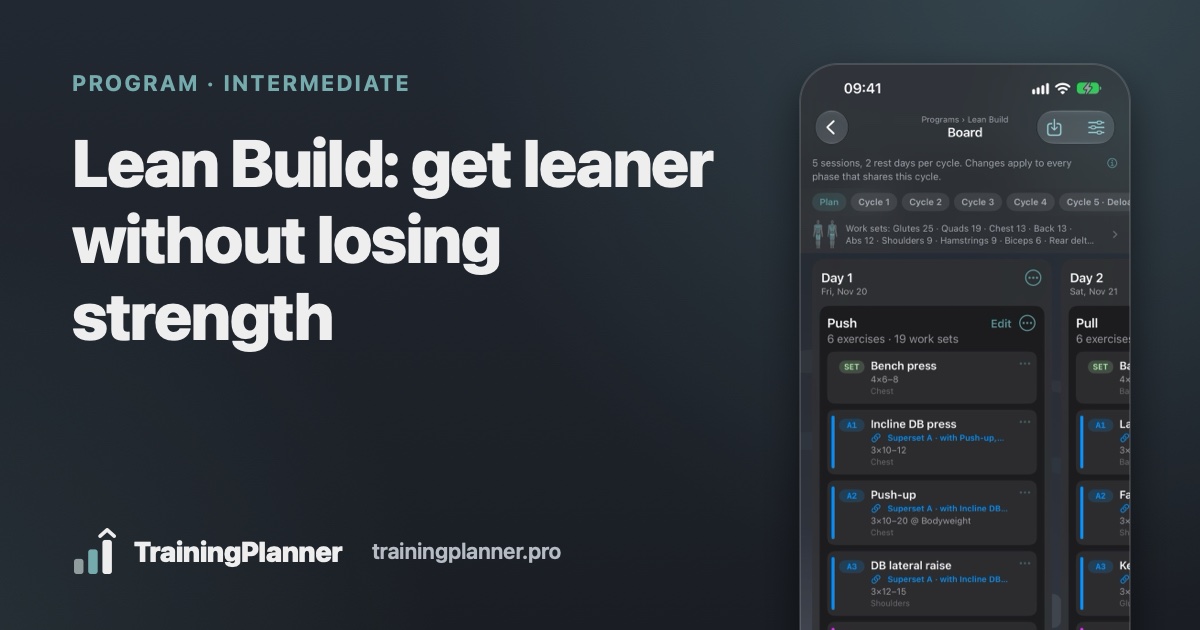 PROGRAM · INTERMEDIATE
Lean Build: get leaner
without losing
strength
TrainingPlanner
trainingplanner.pro
09:41
Programs › Lean Build
Board
5 sessions, 2 rest days per cycle. Changes apply to every
phase that shares this cycle.
Plan
Cycle 1
Cycle 2
Cycle 3
Cycle 4
Cycle 5 · Deloa
Work sets: Glutes 25 · Quads 19 · Chest 13 · Back 13 ·
Abs 12 · Shoulders 9 · Hamstrings 9 · Biceps 6 · Rear delt...
Day 1
Fri, Nov 20
Push
Edit
6 exercises · 19 work sets
SET
Bench press
4×6–8
Chest
A1
Incline DB press
Superset A · with Push-up,...
3×10–12
Chest
A2
Push-up
Superset A · with Incline DB...
3×10–20 @ Bodyweight
Chest
A3
DB lateral raise
Superset A · with Incline DB...
3×12–15
Shoulders
Day 2
Sat, Nov 21
Pull
6 exercises
SET
A1
A2
A3